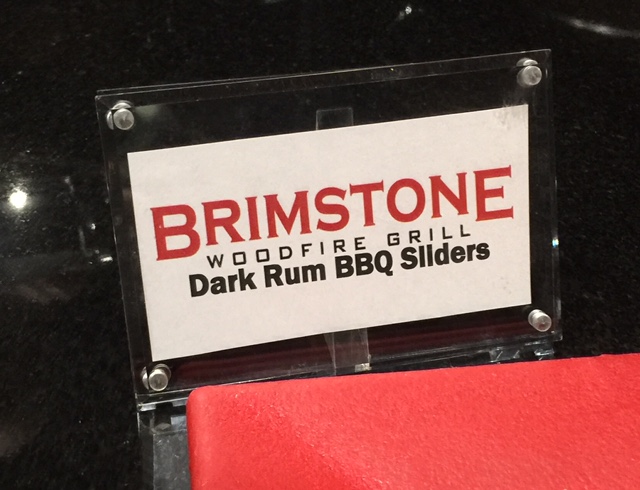 BRIMSTONE
WOODFIRE GRILL
Dark Rum BBQ Sliders